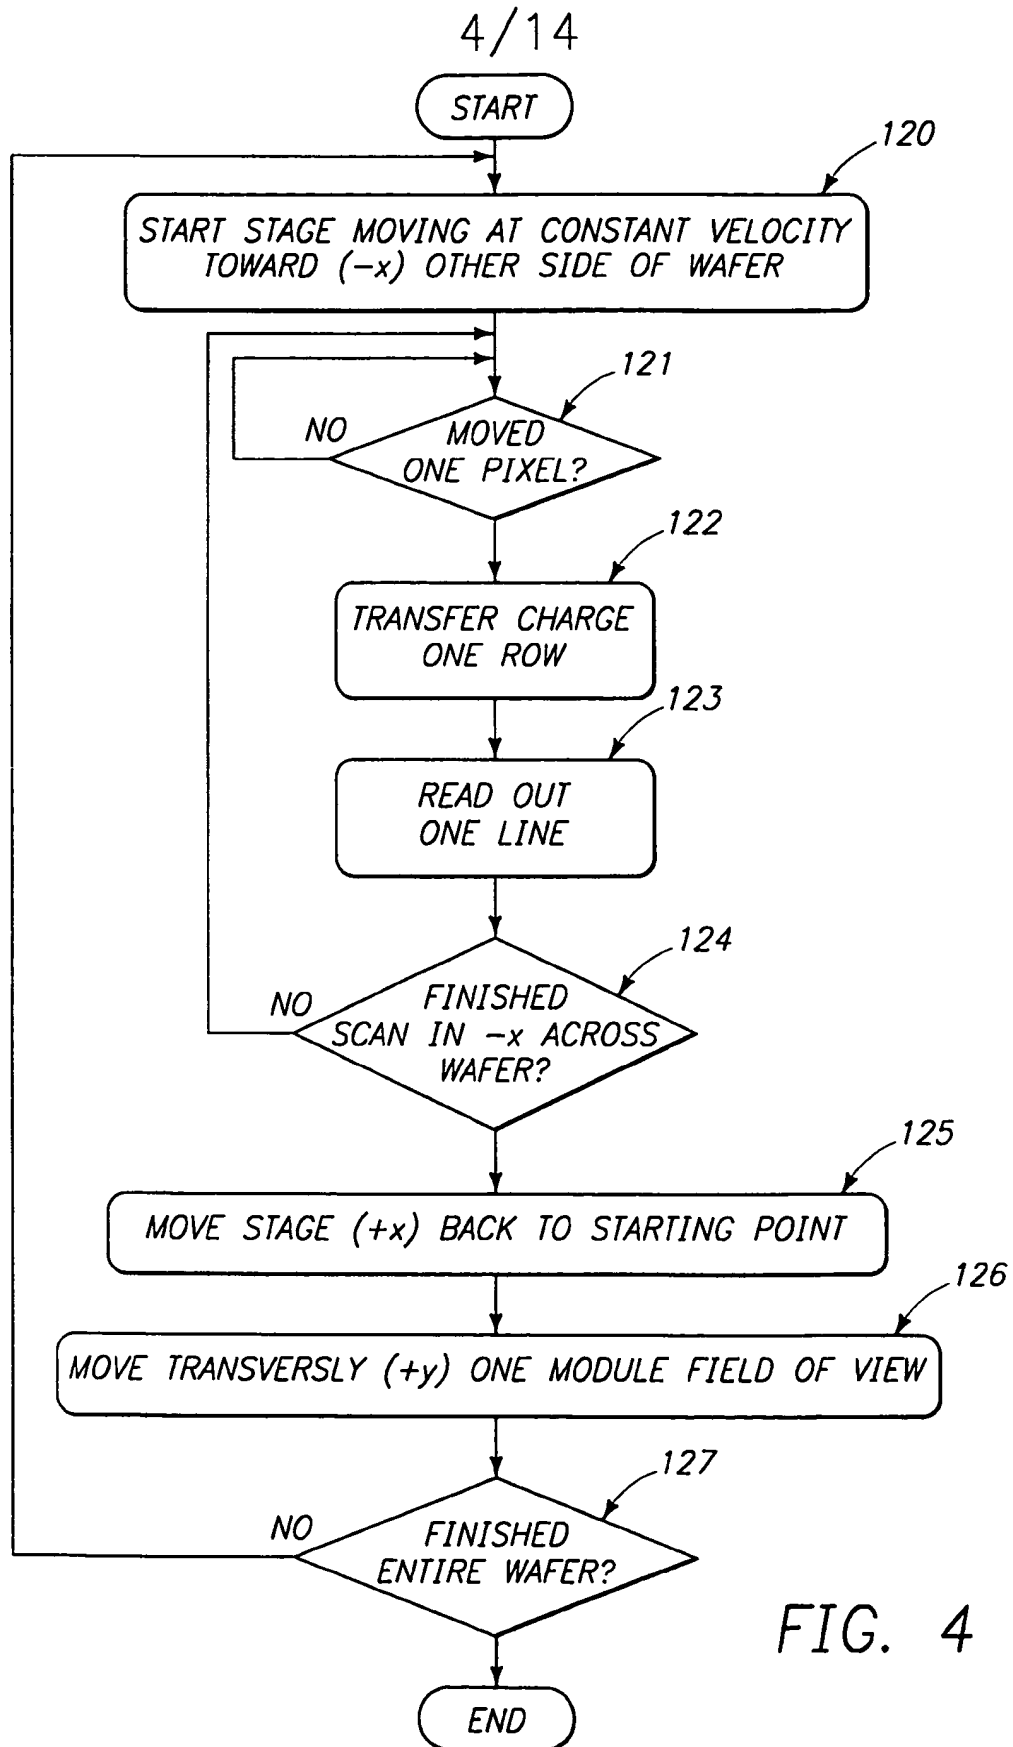 4/14
START
120
START STAGE MOVING AT CONSTANT VELOCITY
TOWARD (-x) OTHER SIDE OF WAFER
121
NO
MOVED
ONE PIXEL?
122
TRANSFER CHARGE
ONE ROW
123
READ OUT
ONE LINE
124
NO
FINISHED
SCAN IN -x ACROSS
WAFER?
125
MOVE STAGE (+x) BACK TO STARTING POINT
126
MOVE TRANSVERSLY (+y) ONE MODULE FIELD OF VIEW
127
NO
FINISHED
ENTIRE WAFER?
FIG. 4
END